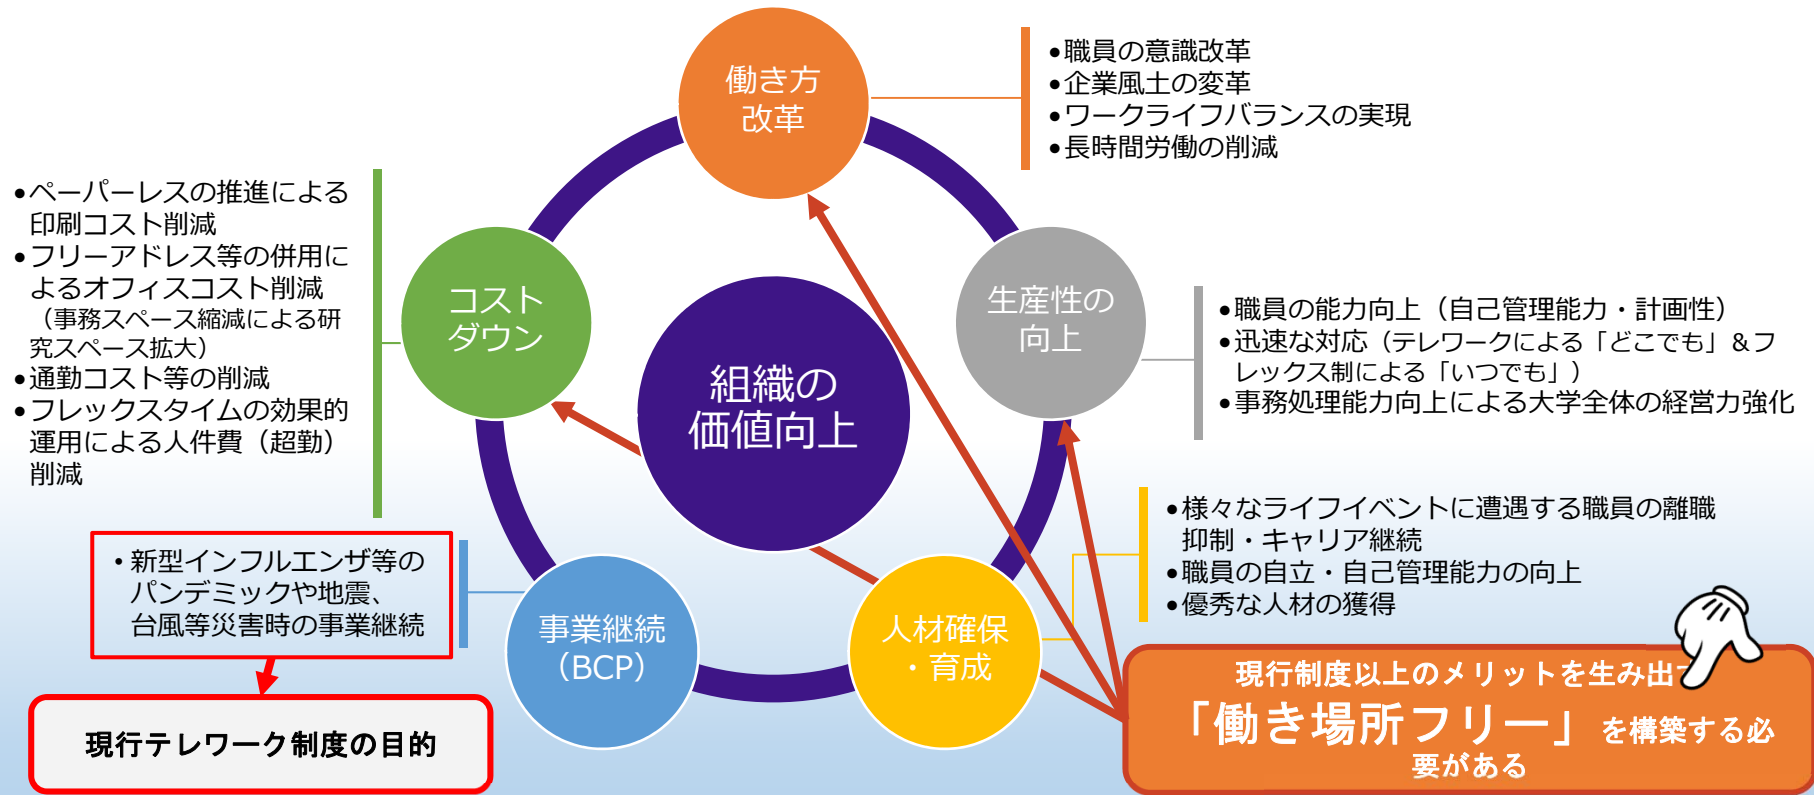 働き方
改革
•職員の意識改革
•企業風土の変革
•ワークライフバランスの実現
•長時間労働の削減
•ペーパーレスの推進による
印刷コスト削減
•フリーアドレス等の併用に
よるオフィスコスト削減
（事務スペース縮減による研
究スペース拡大）
•通勤コスト等の削減
•フレックスタイムの効果的
運用による人件費（超勤）
削減
コスト
ダウン
組織の
価値向上
生産性の
向上
•職員の能力向上（自己管理能力・計画性）
•迅速な対応（テレワークによる「どこでも」&フ
レックス制による「いつでも」）
•事務処理能力向上による大学全体の経営力強化
•様々なライフイベントに遭遇する職員の離職
抑制・キャリア継続
•職員の自立・自己管理能力の向上
•優秀な人材の獲得
•新型インフルエンザ等の
パンデミックや地震、
台風等災害時の事業継続
事業継続
（BCP）
人材確保
・育成
現行テレワーク制度の目的
現行制度以上のメリットを生み出す
「働き場所フリー」を構築する必
要がある